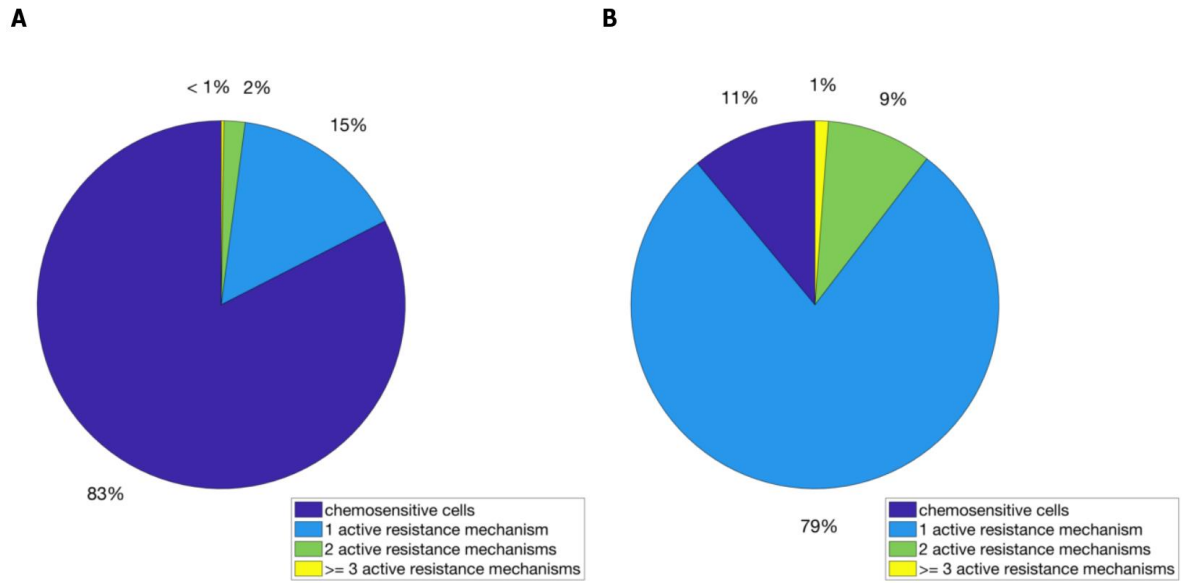 A
B
< 1%
2%
15%
83%
11%
1%
9%
79%
chemosensitive cells
1 active resistance mechanism
2 active resistance mechanisms
>= 3 active resistance mechanisms
chemosensitive cells
1 active resistance mechanism
2 active resistance mechanisms
>= 3 active resistance mechanisms